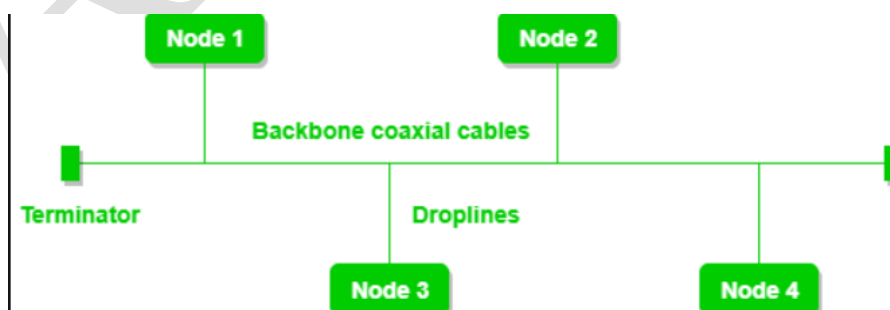 Node 1
Node 2
Backbone coaxial cables
Terminator
Droplines
Node 3
Node 4